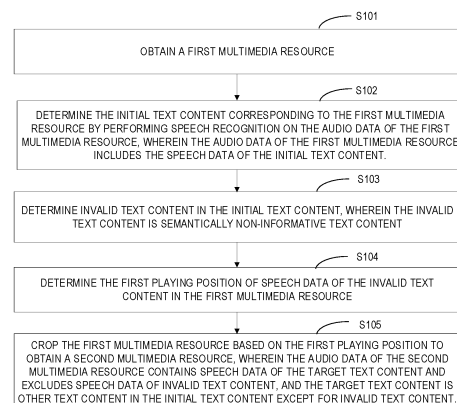 S101
OBTAIN A FIRST MULTIMEDIA RESOURCE
S102
DETERMINE THE INITIAL TEXT CONTENT CORRESPONDING TO THE FIRST MULTIMEDIA
RESOURCE BY PERFORMING SPEECH RECOGNITION ON THE AUDIO DATA OF THE FIRST
MULTIMEDIA RESOURCE, WHEREIN THE AUDIO DATA OF THE FIRST MULTIMEDIA RESOURCE
INCLUDES THE SPEECH DATA OF THE INITIAL TEXT CONTENT.
S103
DETERMINE INVALID TEXT CONTENT IN THE INITIAL TEXT CONTENT, WHEREIN THE INVALID
TEXT CONTENT IS SEMANTICALLY NON-INFORMATIVE TEXT CONTENT
S104
DETERMINE THE FIRST PLAYING POSITION OF SPEECH DATA OF THE INVALID TEXT
CONTENT IN THE FIRST MULTIMEDIA RESOURCE
S105
CROP THE FIRST MULTIMEDIA RESOURCE BASED ON THE FIRST PLAYING POSITION TO
OBTAIN A SECOND MULTIMEDIA RESOURCE, WHEREIN THE AUDIO DATA OF THE SECOND
MULTIMEDIA RESOURCE CONTAINS SPEECH DATA OF THE TARGET TEXT CONTENT AND
EXCLUDES SPEECH DATA OF INVALID TEXT CONTENT, AND THE TARGET TEXT CONTENT IS
OTHER TEXT CONTENT IN THE INITIAL TEXT CONTENT EXCEPT FOR INVALID TEXT CONTENT.